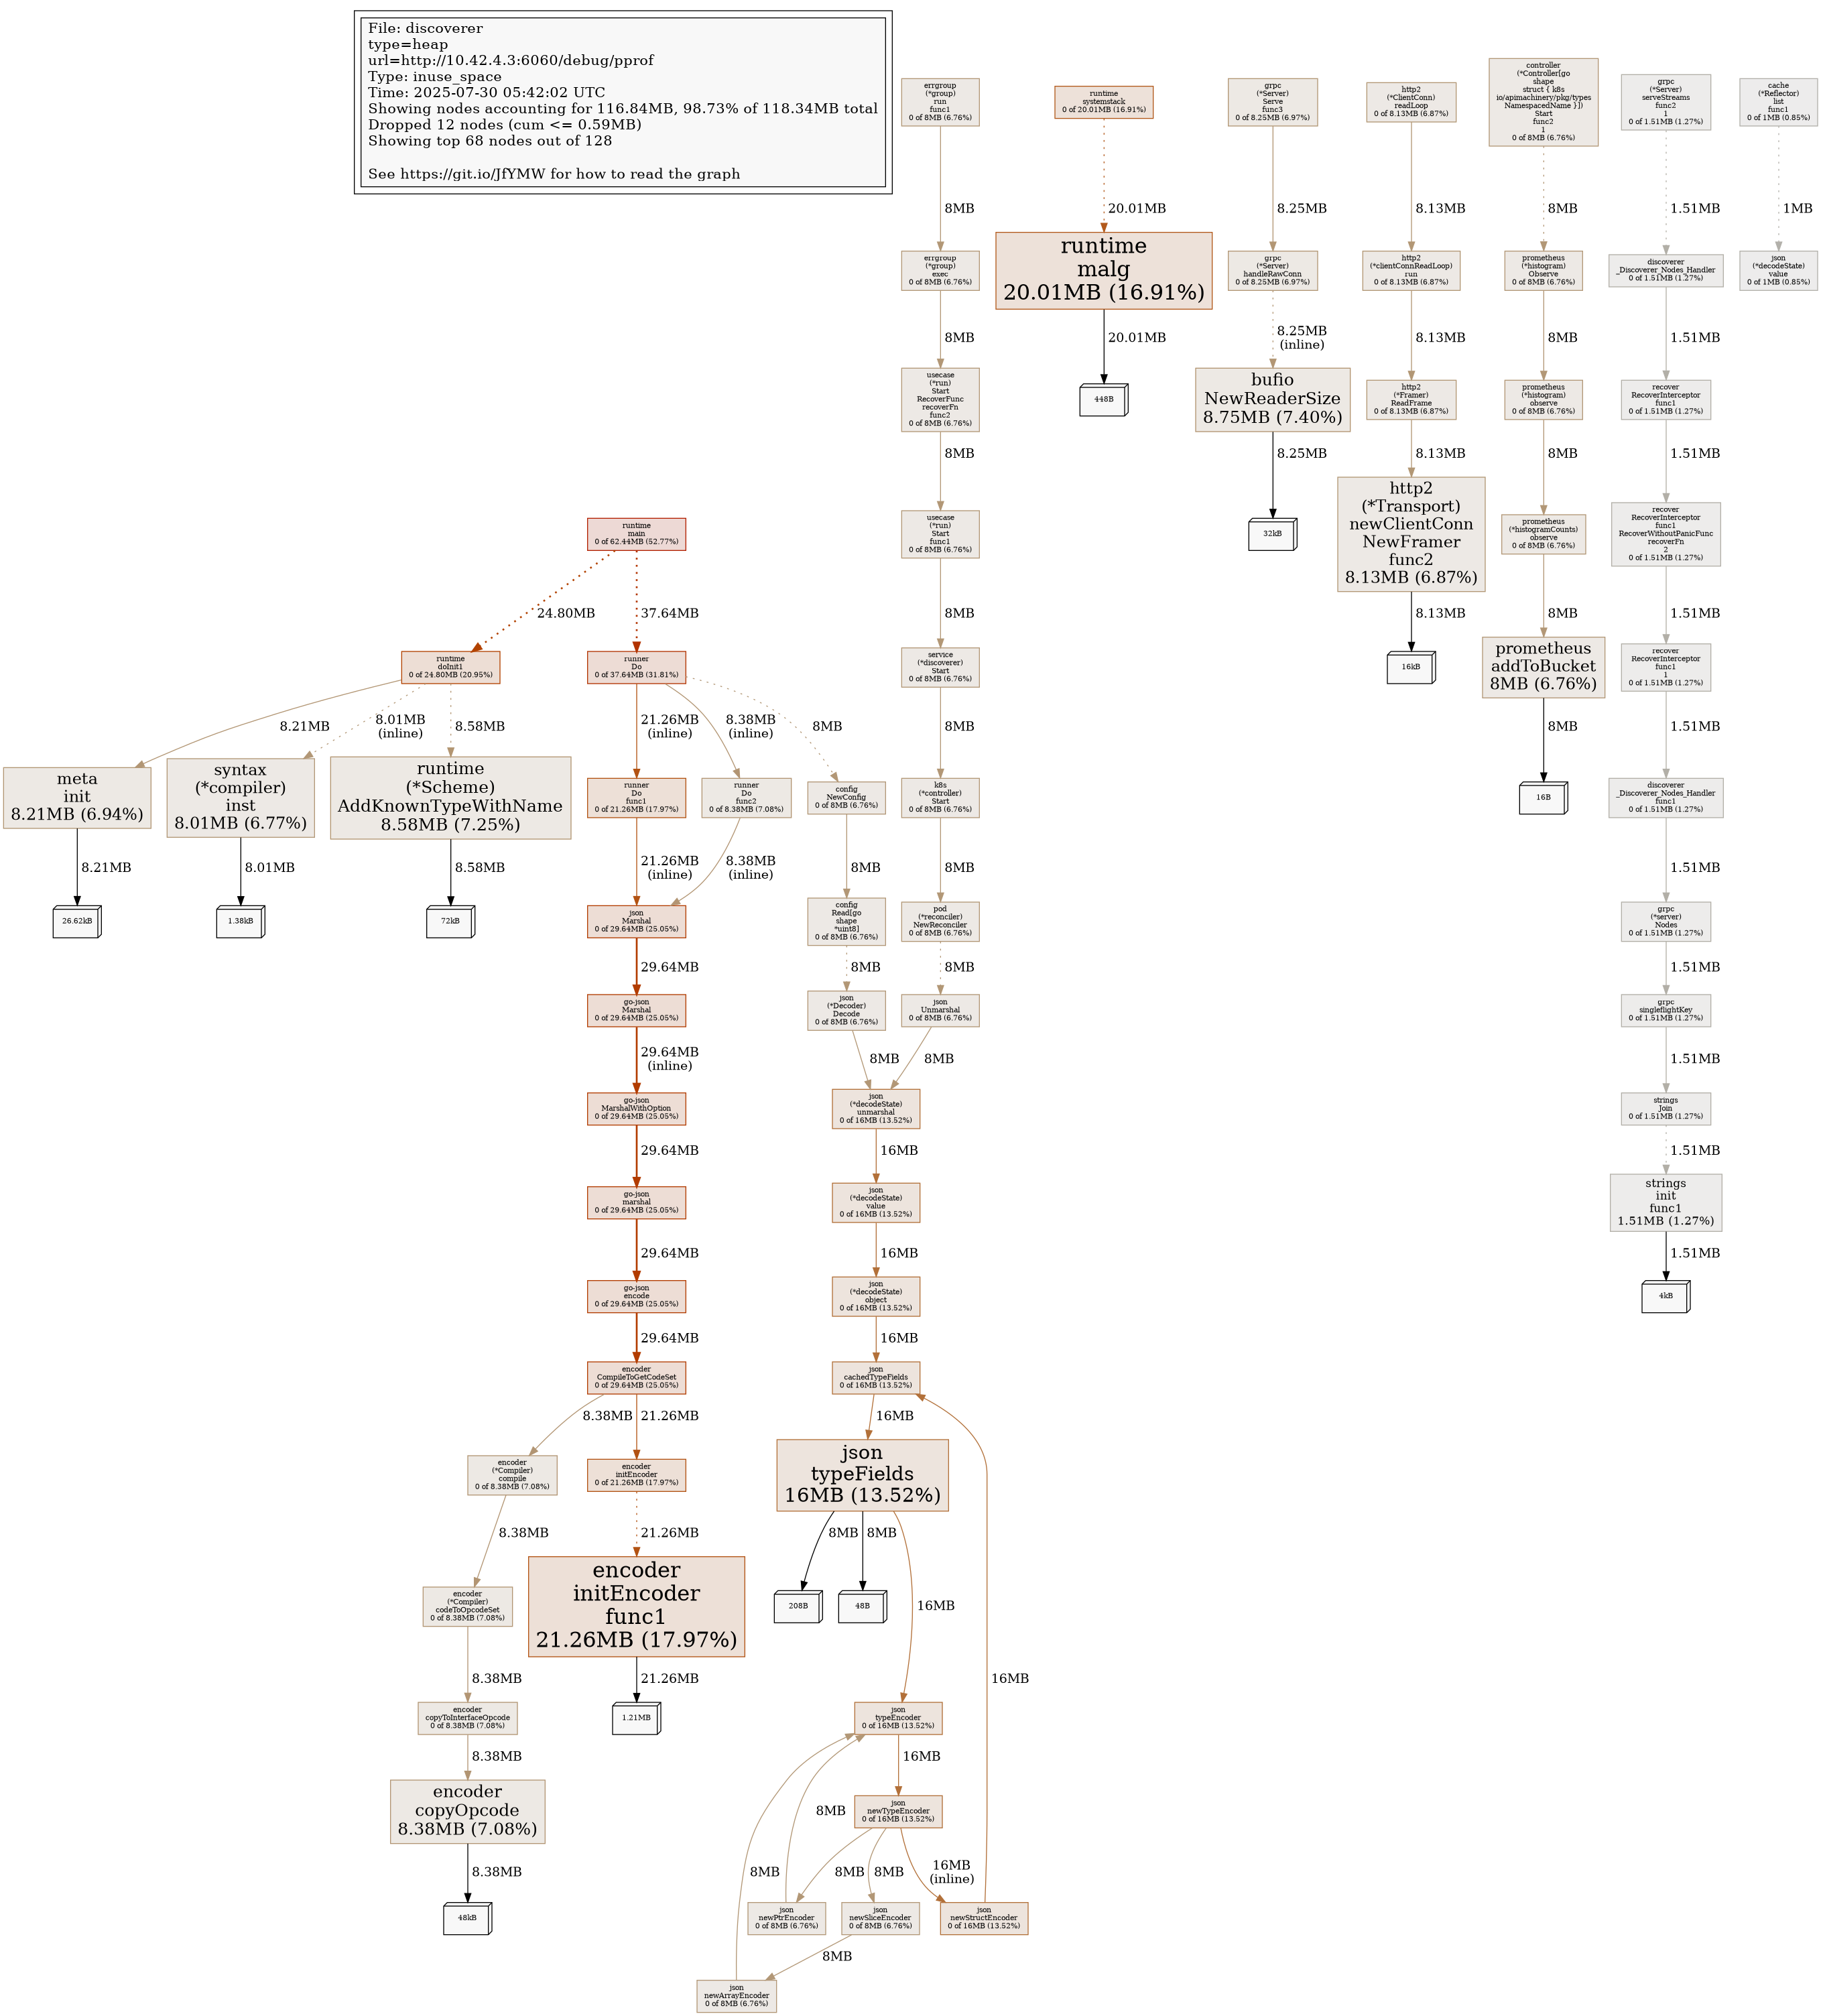 File: discoverer
type=heap
url=http://10.42.4.3:6060/debug/pprof
Type: inuse_space
Time: 2025-07-30 05:42:02 UTC
Showing nodes accounting for 116.84MB, 98.73% of 118.34MB total
Dropped 12 nodes (cum <= 0.59MB)
Showing top 68 nodes out of 128
See https://git.io/JfYMW for how to read the graph
errgroup
(*group)
run
func1
0 of 8MB (6.76%)
8MB
errgroup
(*group)
exec
0 of 8MB (6.76%)
8MB
usecase
(*run)
Start
RecoverFunc
recoverFn
func2
0 of 8MB (6.76%)
8MB
usecase
(*run)
Start
func1
0 of 8MB (6.76%)
8MB
service
(*discoverer)
Start
0 of 8MB (6.76%)
8MB
k8s
(*controller)
Start
0 of 8MB (6.76%)
8MB
pod
(*reconciler)
NewReconciler
0 of 8MB (6.76%)
8MB
json
Unmarshal
0 of 8MB (6.76%)
8MB
runtime
systemstack
0 of 20.01MB (16.91%)
20.01MB
runtime
malg
20.01MB (16.91%)
20.01MB
448B
grpc
(*Server)
Serve
func3
0 of 8.25MB (6.97%)
8.25MB
grpc
(*Server)
handleRawConn
0 of 8.25MB (6.97%)
8.25MB
(inline)
bufio
NewReaderSize
8.75MB (7.40%)
8.25MB
32kB
http2
(*ClientConn)
readLoop
0 of 8.13MB (6.87%)
8.13MB
http2
(*clientConnReadLoop)
run
0 of 8.13MB (6.87%)
8.13MB
http2
(*Framer)
ReadFrame
0 of 8.13MB (6.87%)
8.13MB
http2
(*Transport)
newClientConn
NewFramer
func2
8.13MB (6.87%)
8.13MB
16kB
controller
(*Controller[go
shape
struct { k8s
io/apimachinery/pkg/types
NamespacedName }])
Start
func2
1
0 of 8MB (6.76%)
8MB
prometheus
(*histogram)
Observe
0 of 8MB (6.76%)
8MB
prometheus
(*histogram)
observe
0 of 8MB (6.76%)
8MB
prometheus
(*histogramCounts)
observe
0 of 8MB (6.76%)
8MB
prometheus
addToBucket
8MB (6.76%)
8MB
16B
grpc
(*Server)
serveStreams
func2
1
0 of 1.51MB (1.27%)
1.51MB
discoverer
_Discoverer_Nodes_Handler
0 of 1.51MB (1.27%)
1.51MB
recover
RecoverInterceptor
func1
0 of 1.51MB (1.27%)
1.51MB
recover
RecoverInterceptor
func1
RecoverWithoutPanicFunc
recoverFn
2
0 of 1.51MB (1.27%)
1.51MB
recover
RecoverInterceptor
func1
1
0 of 1.51MB (1.27%)
1.51MB
discoverer
_Discoverer_Nodes_Handler
func1
0 of 1.51MB (1.27%)
1.51MB
grpc
(*server)
Nodes
0 of 1.51MB (1.27%)
1.51MB
grpc
singleflightKey
0 of 1.51MB (1.27%)
1.51MB
strings
Join
0 of 1.51MB (1.27%)
1.51MB
strings
init
func1
1.51MB (1.27%)
1.51MB
4kB
cache
(*Reflector)
list
func1
0 of 1MB (0.85%)
1MB
json
(*decodeState)
value
0 of 1MB (0.85%)
runtime
main
0 of 62.44MB (52.77%)
24.80MB
37.64MB
runtime
doInit1
0 of 24.80MB (20.95%)
8.21MB
8.01MB
(inline)
8.58MB
meta
init
8.21MB (6.94%)
8.21MB
26.62kB
syntax
(*compiler)
inst
8.01MB (6.77%)
8.01MB
1.38kB
runtime
(*Scheme)
AddKnownTypeWithName
8.58MB (7.25%)
8.58MB
72kB
runner
Do
0 of 37.64MB (31.81%)
21.26MB
(inline)
8.38MB
(inline)
8MB
runner
Do
func1
0 of 21.26MB (17.97%)
21.26MB
(inline)
runner
Do
func2
0 of 8.38MB (7.08%)
8.38MB
(inline)
config
NewConfig
0 of 8MB (6.76%)
8MB
config
Read[go
shape
*uint8]
0 of 8MB (6.76%)
8MB
json
(*Decoder)
Decode
0 of 8MB (6.76%)
8MB
json
Marshal
0 of 29.64MB (25.05%)
29.64MB
go-json
Marshal
0 of 29.64MB (25.05%)
29.64MB
(inline)
go-json
MarshalWithOption
0 of 29.64MB (25.05%)
29.64MB
go-json
marshal
0 of 29.64MB (25.05%)
29.64MB
go-json
encode
0 of 29.64MB (25.05%)
29.64MB
encoder
CompileToGetCodeSet
0 of 29.64MB (25.05%)
8.38MB
21.26MB
encoder
(*Compiler)
compile
0 of 8.38MB (7.08%)
8.38MB
encoder
(*Compiler)
codeToOpcodeSet
0 of 8.38MB (7.08%)
8.38MB
encoder
copyToInterfaceOpcode
0 of 8.38MB (7.08%)
8.38MB
encoder
copyOpcode
8.38MB (7.08%)
8.38MB
48kB
encoder
initEncoder
0 of 21.26MB (17.97%)
21.26MB
encoder
initEncoder
func1
21.26MB (17.97%)
21.26MB
1.21MB
json
(*decodeState)
unmarshal
0 of 16MB (13.52%)
16MB
json
(*decodeState)
value
0 of 16MB (13.52%)
16MB
json
(*decodeState)
object
0 of 16MB (13.52%)
16MB
json
cachedTypeFields
0 of 16MB (13.52%)
16MB
json
typeFields
16MB (13.52%)
8MB
8MB
16MB
208B
48B
json
typeEncoder
0 of 16MB (13.52%)
16MB
16MB
json
newTypeEncoder
0 of 16MB (13.52%)
8MB
8MB
8MB
8MB
16MB
(inline)
json
newPtrEncoder
0 of 8MB (6.76%)
json
newSliceEncoder
0 of 8MB (6.76%)
json
newStructEncoder
0 of 16MB (13.52%)
8MB
json
newArrayEncoder
0 of 8MB (6.76%)